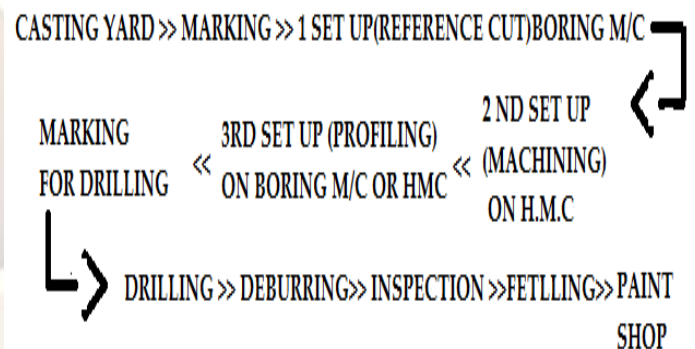 CASTING YARD >> MARKING >> 1 SET UP(REFERENCE CUT)BORING M/C
2 ND SET UP
(MACHINING)
ON H.M.C
<<
3RD SET UP (PROFILING)
ON BORING M/C OR HMC
<<
MARKING
FOR DRILLING
DRILLING >> DEBURRING>> INSPECTION >>FETLLING>> PAINT
SHOP